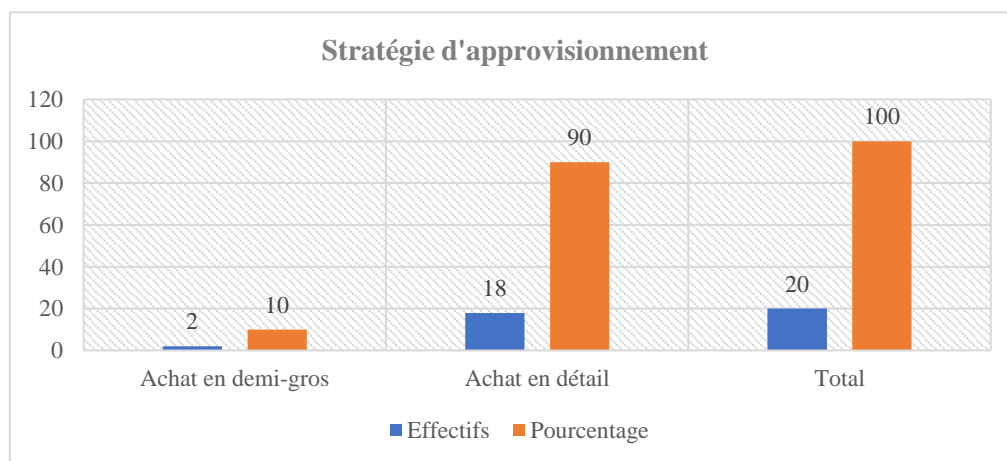 Stratégie d'approvisionnement
120
100
80
60
40
20
0
2
10
18
90
20
100
Achat en demi-gros
Achat en détail
Total
Effectifs
Pourcentage